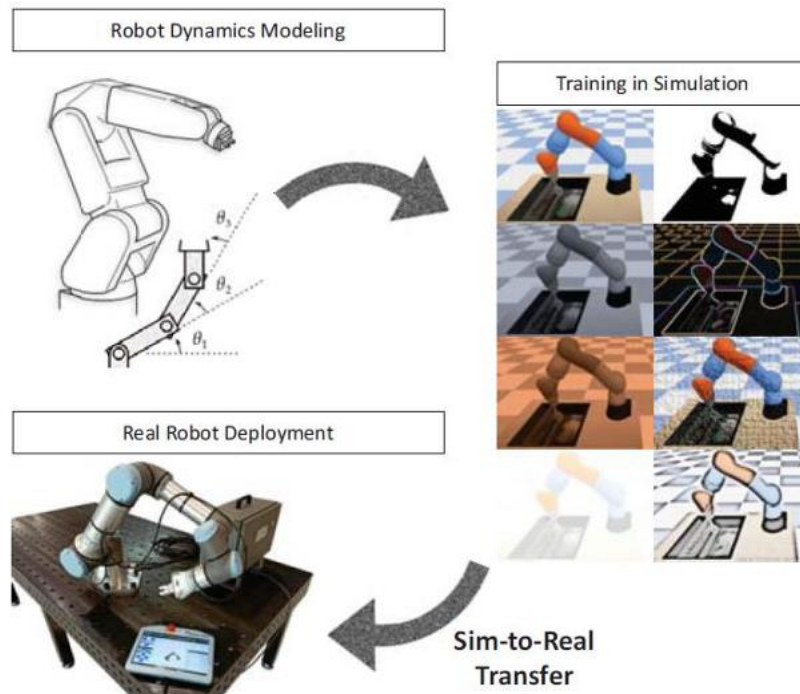 Robot Dynamics Modeling
Training in Simulation
θ3
θ2
θ1
Real Robot Deployment
Sim-to-Real
Transfer